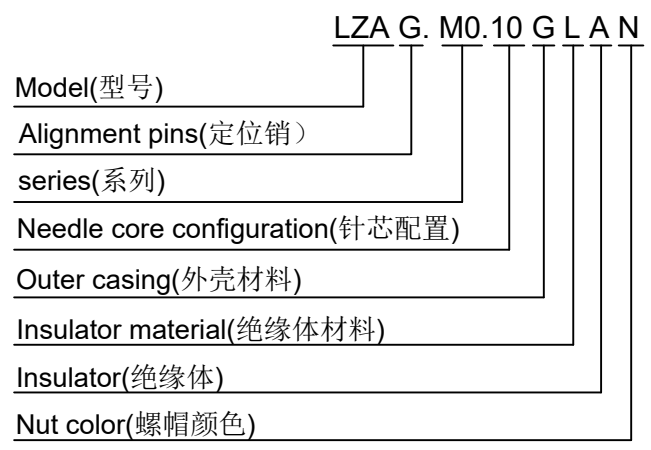 LZA G. M0.10 G L A N
Model(型号)
Alignment pins(定位销）
series(系列)
Needle core configuration(针芯配置)
Outer casing(外壳材料)
Insulator material(绝缘体材料)
Insulator(绝缘体)
Nut color(螺帽颜色)